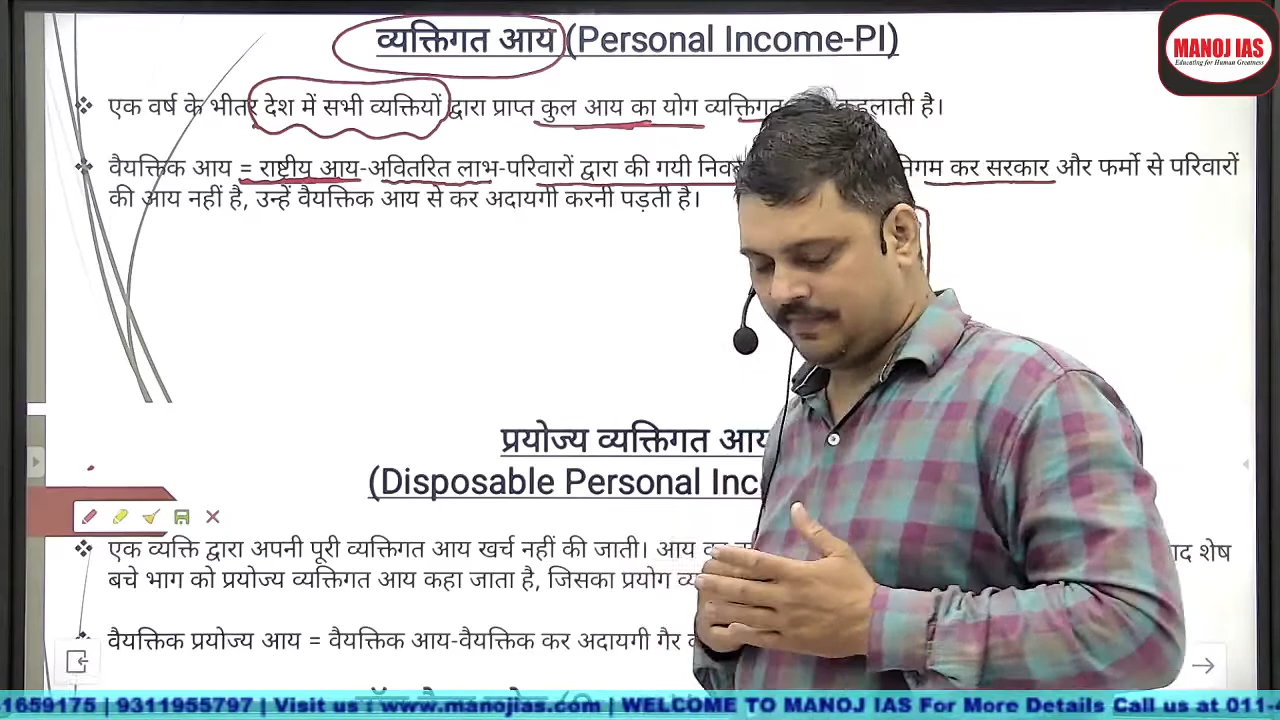 व्यक्तिगत आय (Personal Income-PI)
MANOJ IAS
Educating for Human Greatness
एक वर्ष के भीतर देश में सभी व्यक्तियों द्वारा प्राप्त कुल आय का योग व्यक्तिगत कहलाती है।
वैयक्तिक आय = राष्ट्रीय आय-अवितरित लाभ-परिवारों द्वारा की गयी निगम कर सरकार और फर्मो से परिवारों
की आय नहीं है, उन्हें वैयक्तिक आय से कर अदायगी करनी पड़ती है।
प्रयोज्य व्यक्तिगत आय
(Disposable Personal
एक व्यक्ति द्वारा अपनी पूरी व्यक्तिगत आय खर्च नहीं की जाती। आय शेष
बचे भाग को प्रयोज्य व्यक्तिगत आय कहा जाता है, जिसका प्रयोग
वैयक्तिक प्रयोज्य आय = वैयक्तिक आय-वैयक्तिक कर अदायगी गैर
1659175 | 9311955797 | Visit us : www.manojias.com | WELCOME TO MANOJ IAS For More Details Call us at 011-